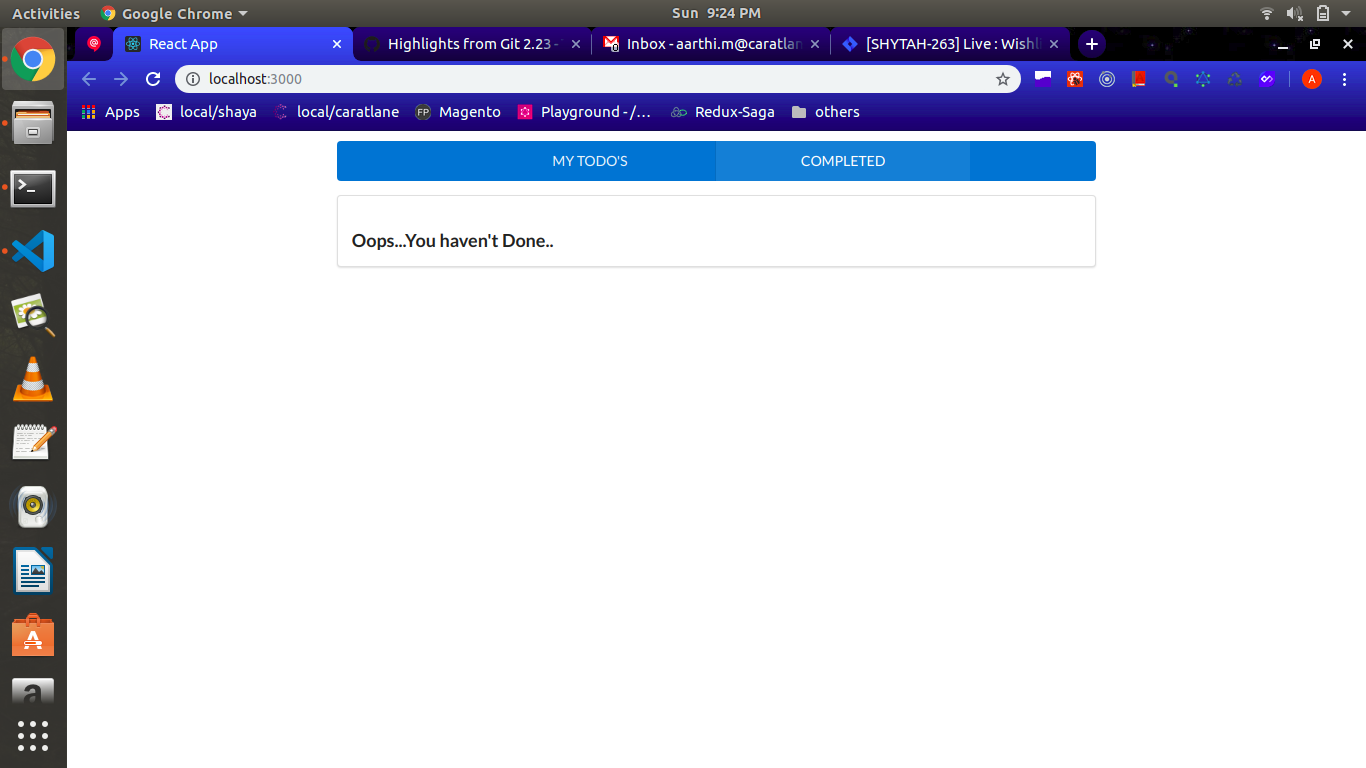 Activities Google Chrome Sun 9:24 PM
React App Highlights from Git 2.23 - Inbox - aarthi.m@caratlan [SHYTAH-263] Live : Wishli
localhost:3000 A
Apps local/shaya local/caratlane FP Magento Playground - /... Redux-Saga others
MY TODO'S COMPLETED
Oops...You haven't Done..